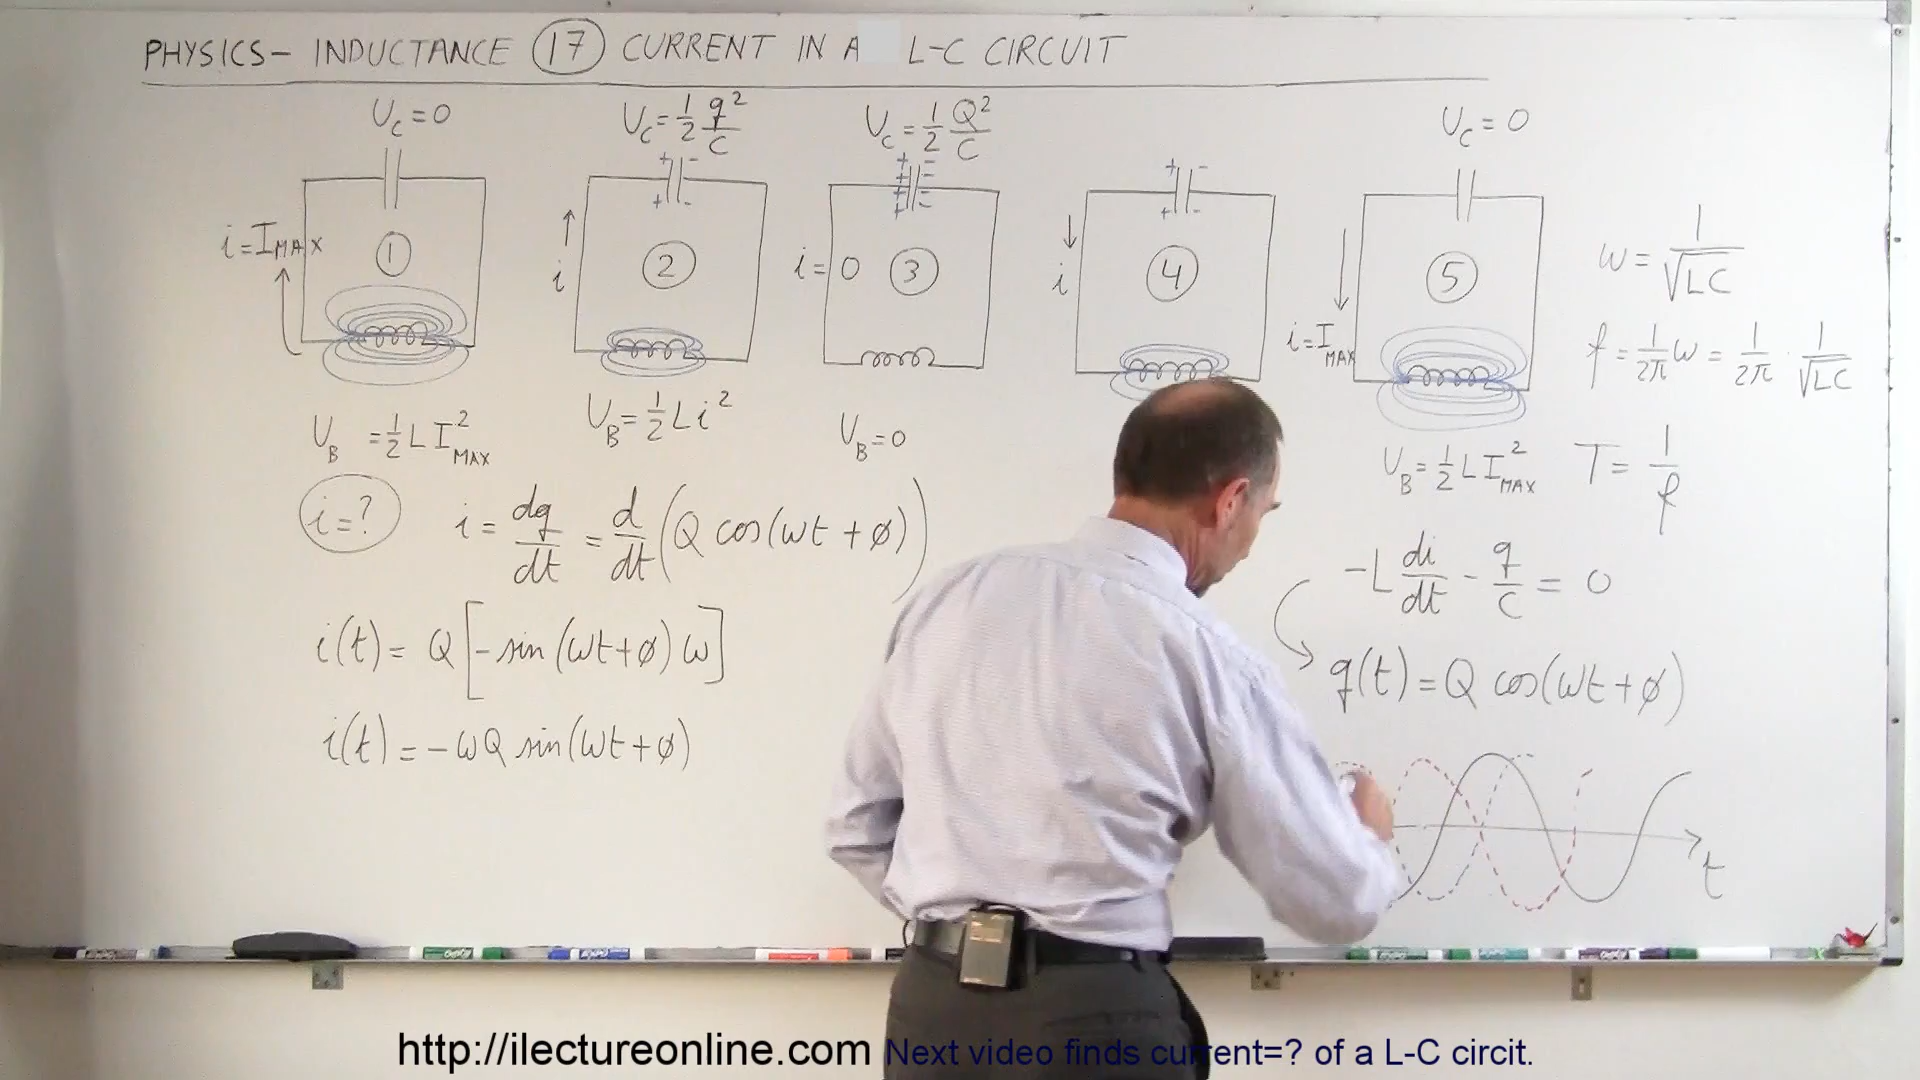 PHYSICS- INDUCTANCE 17 CURRENT IN A L-C CIRCUIT
U_C = 0
U_C = 1/2 q²/C
U_C = 1/2 Q²/C
U_C = 0
i = I_MAX
1
i
2
i = 0
3
i
4
i = I_MAX
5
U_B = 1/2 L I²_MAX
U_B = 1/2 L i²
U_B = 0
U_B = 1/2 L I²_MAX
ω = 1/√LC
f = 1/2π ω = 1/2π · 1/√LC
T = 1/f
i = ?
i = dq/dt = d/dt (Q cos(ωt + ø))
i(t) = Q [- sin (ωt + ø) ω]
i(t) = - ωQ sin(ωt + ø)
-L di/dt - q/C = 0
q(t) = Q cos(ωt + ø)
t
http://ilectureonline.com Next video finds current=? of a L-C circit.